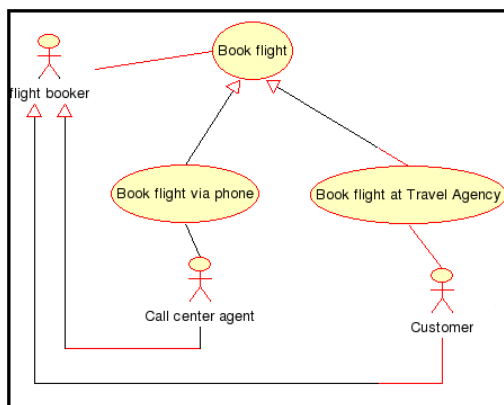 Book flight
flight booker
Book flight via phone
Book flight at Travel Agency
Call center agent
Customer